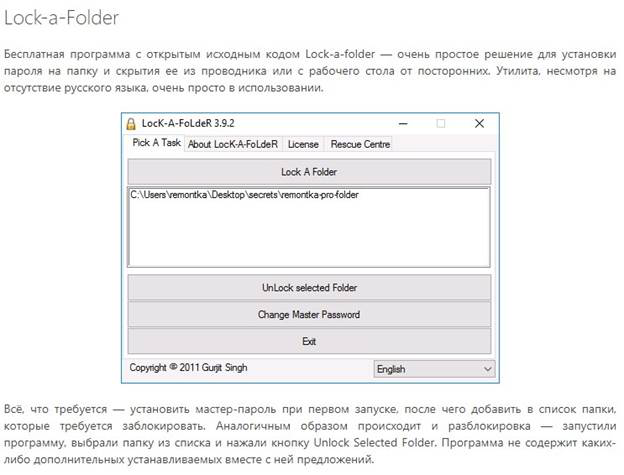 Lock-a-Folder
Бесплатная программа с открытым исходным кодом Lock-a-folder — очень простое решение для установки
пароля на папку и скрытия ее из проводника или с рабочего стола от посторонних. Утилита, несмотря на
отсутствие русского языка, очень просто в использовании.
LocK-A-FoLdeR 3.9.2
Pick A Task About LocK-A-FoLdeR License Rescue Centre
Lock A Folder
C:\Users\remontka\Desktop\secrets\remontka-pro-folder
UnLock selected Folder
Change Master Password
Exit
Copyright © 2011 Gurjit Singh English
Всё, что требуется — установить мастер-пароль при первом запуске, после чего добавить в список папки,
которые требуется заблокировать. Аналогичным образом происходит и разблокировка — запустили
программу, выбрали папку из списка и нажали кнопку Unlock Selected Folder. Программа не содержит каких-
либо дополнительных устанавливаемых вместе с ней предложений.